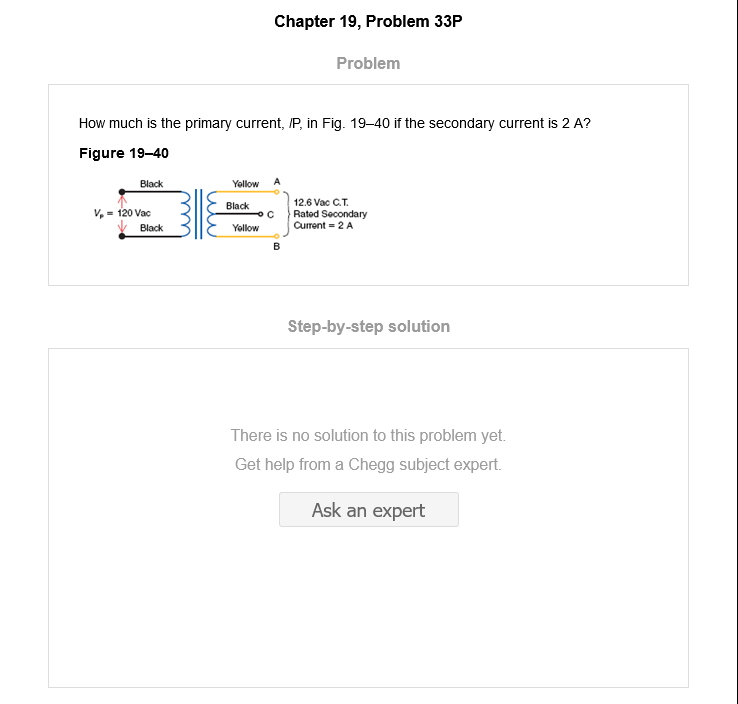 Chapter 19, Problem 33P
Problem
How much is the primary current, IP, in Fig. 19–40 if the secondary current is 2 A?
Figure 19–40
Black
Yellow
A
Vₚ = 120 Vac
Black
C
12.6 Vac C.T.
Rated Secondary
Current = 2 A
Black
Yellow
B
Step-by-step solution
There is no solution to this problem yet.
Get help from a Chegg subject expert.
Ask an expert